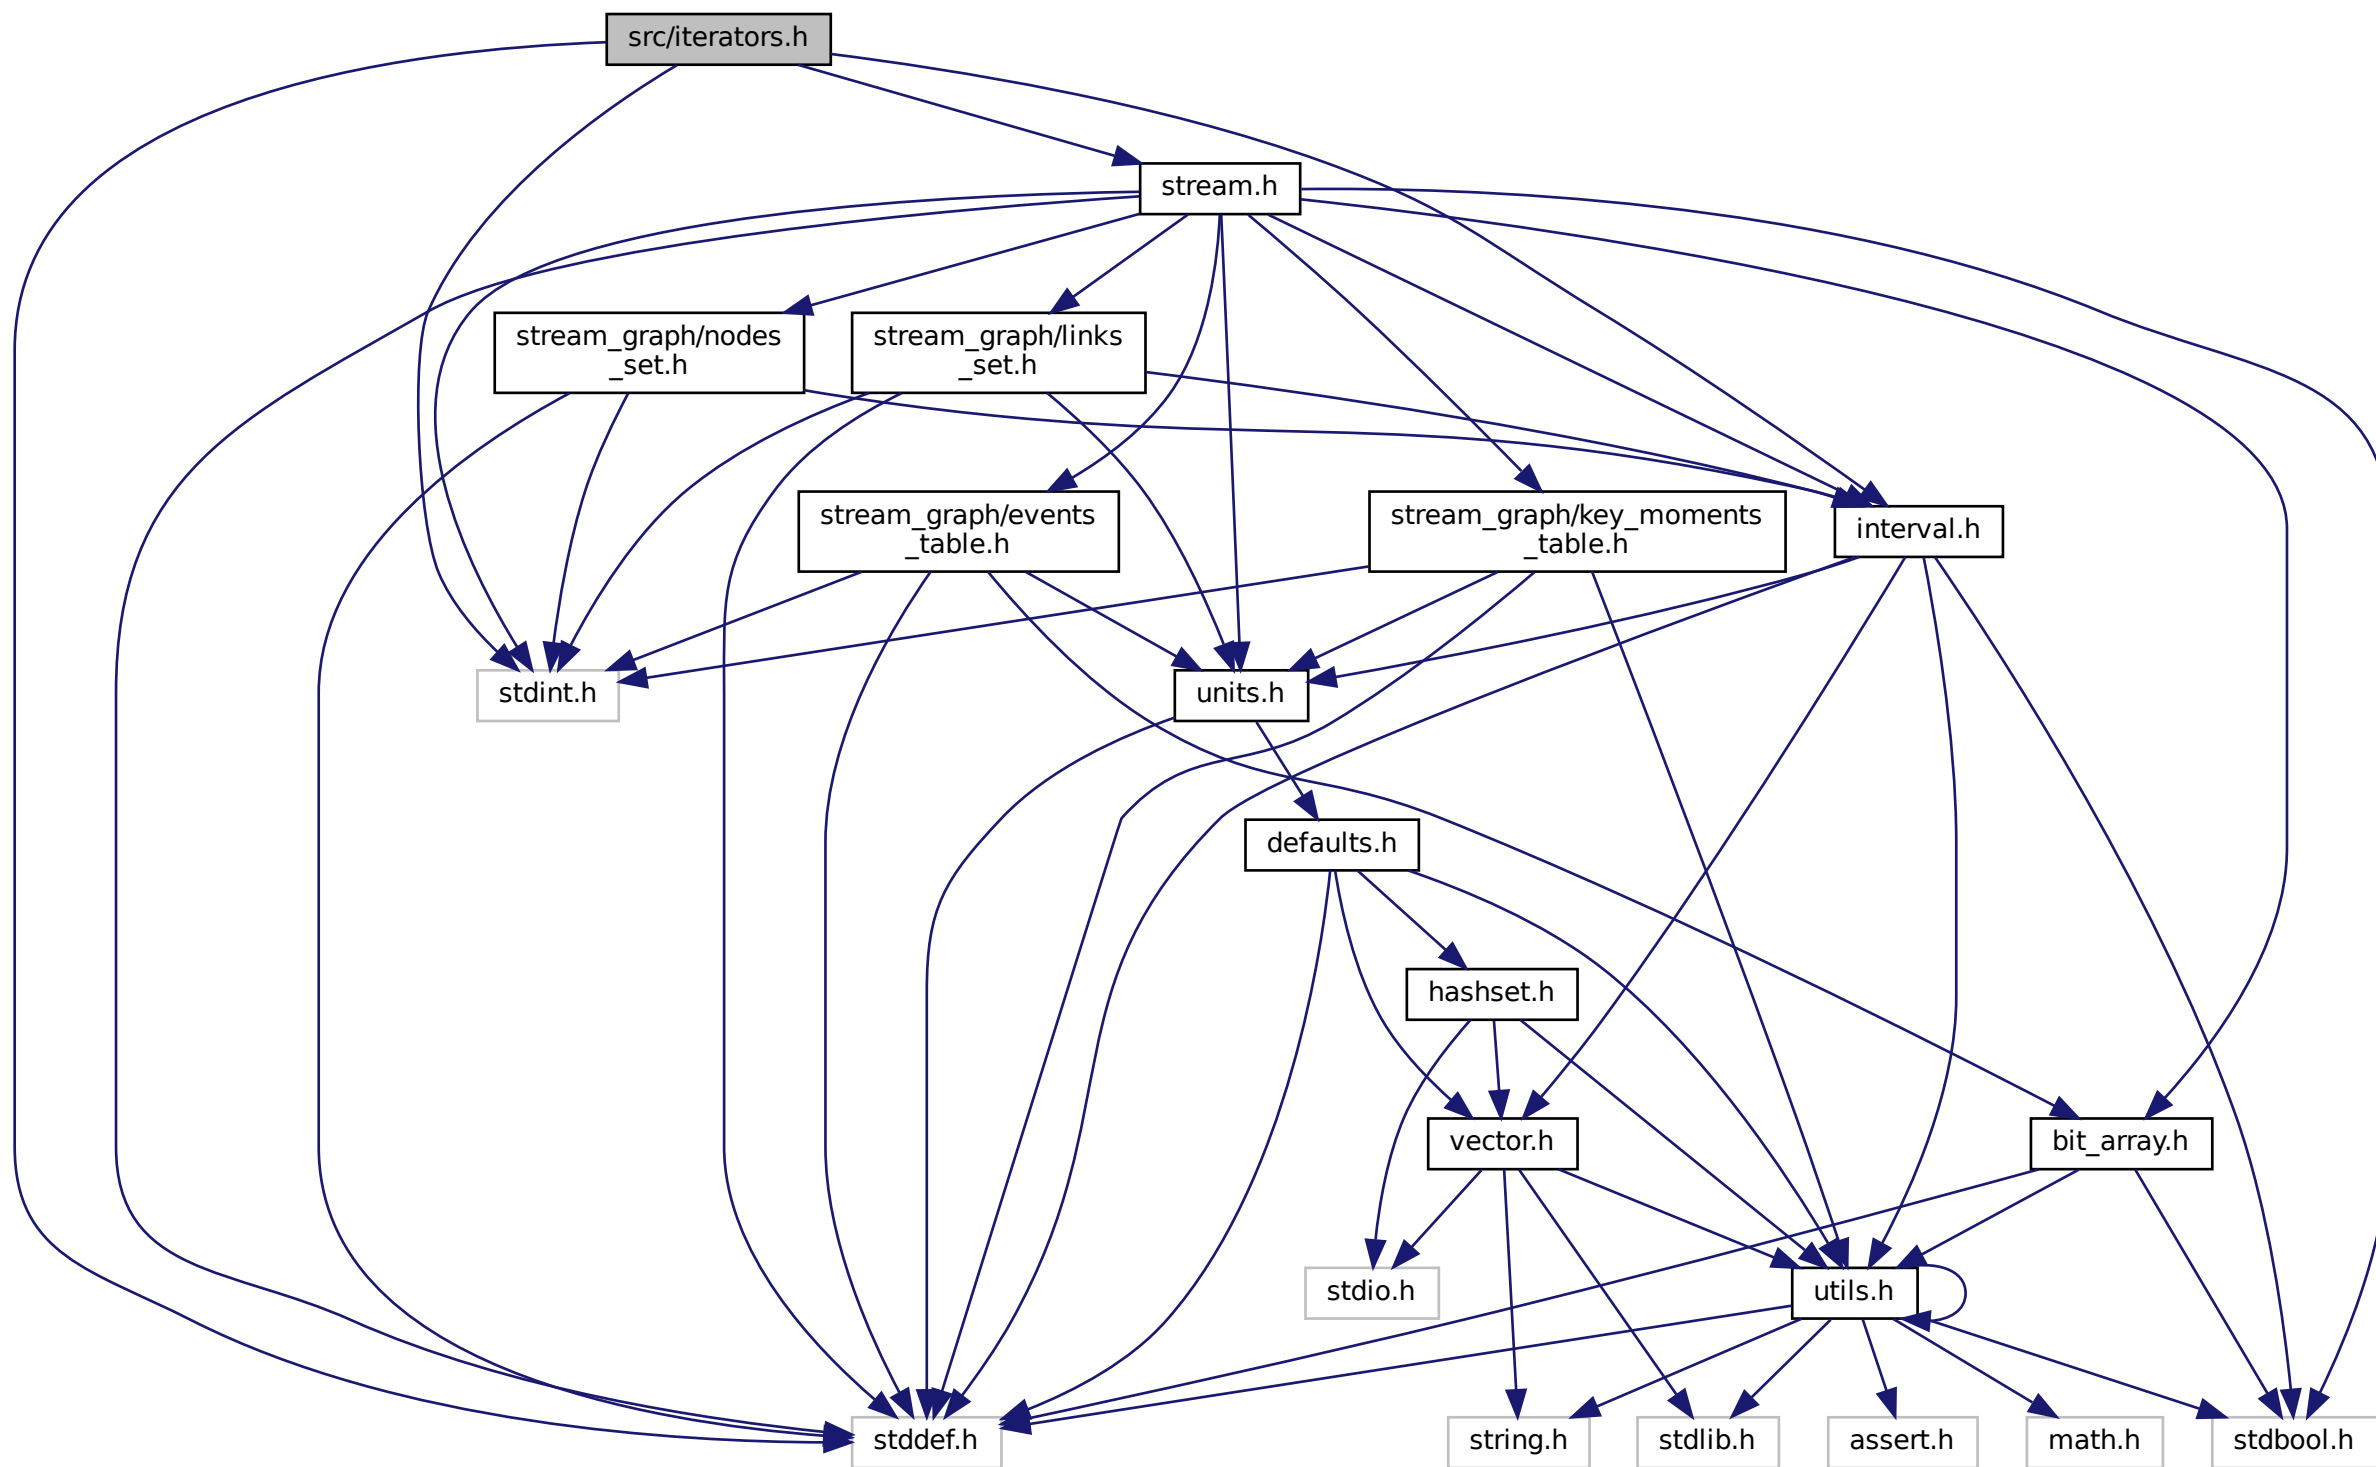 src/iterators.h
stream.h
stream_graph/nodes
_set.h
stream_graph/links
_set.h
stream_graph/events
_table.h
stream_graph/key_moments
_table.h
interval.h
stdint.h
units.h
defaults.h
hashset.h
vector.h
bit_array.h
stdio.h
utils.h
stddef.h
string.h
stdlib.h
assert.h
math.h
stdbool.h